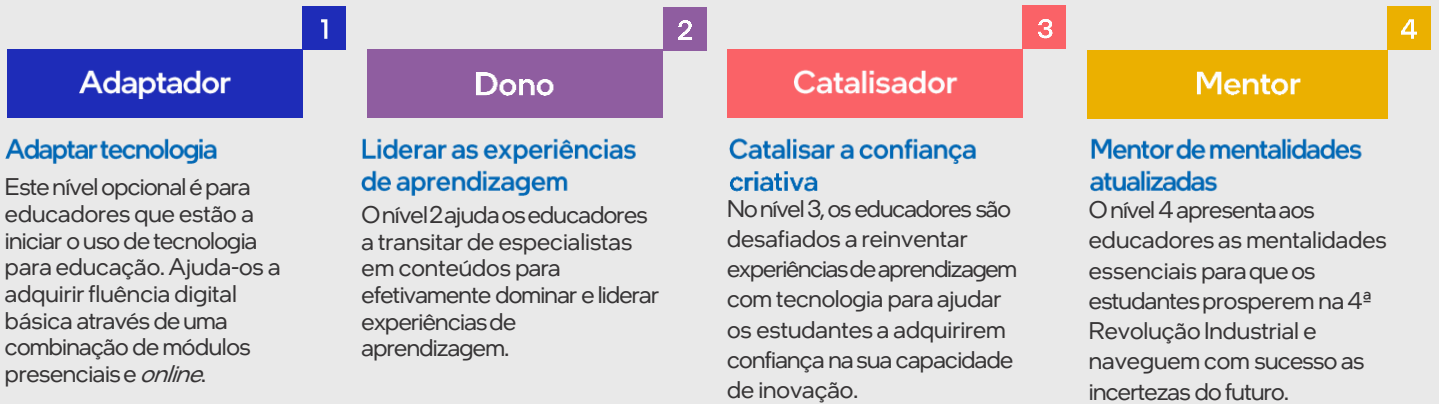 1
Adaptador
Adaptar tecnologia
Este nível opcional é para
educadores que estão a
iniciar o uso de tecnologia
para educação. Ajuda-os a
adquirir fluência digital
básica através de uma
combinação de módulos
presenciais e online.
2
Dono
Liderar as experiências
de aprendizagem
O nível 2 ajuda os educadores
a transitar de especialistas
em conteúdos para
efetivamente dominar e liderar
experiências de
aprendizagem.
3
Catalisador
Catalisar a confiança
criativa
No nível 3, os educadores são
desafiados a reinventar
experiências de aprendizagem
com tecnologia para ajudar
os estudantes a adquirirem
confiança na sua capacidade
de inovação.
4
Mentor
Mentor de mentalidades
atualizadas
O nível 4 apresenta aos
educadores as mentalidades
essenciais para que os
estudantes prosperem na 4ª
Revolução Industrial e
naveguem com sucesso as
incertezas do futuro.